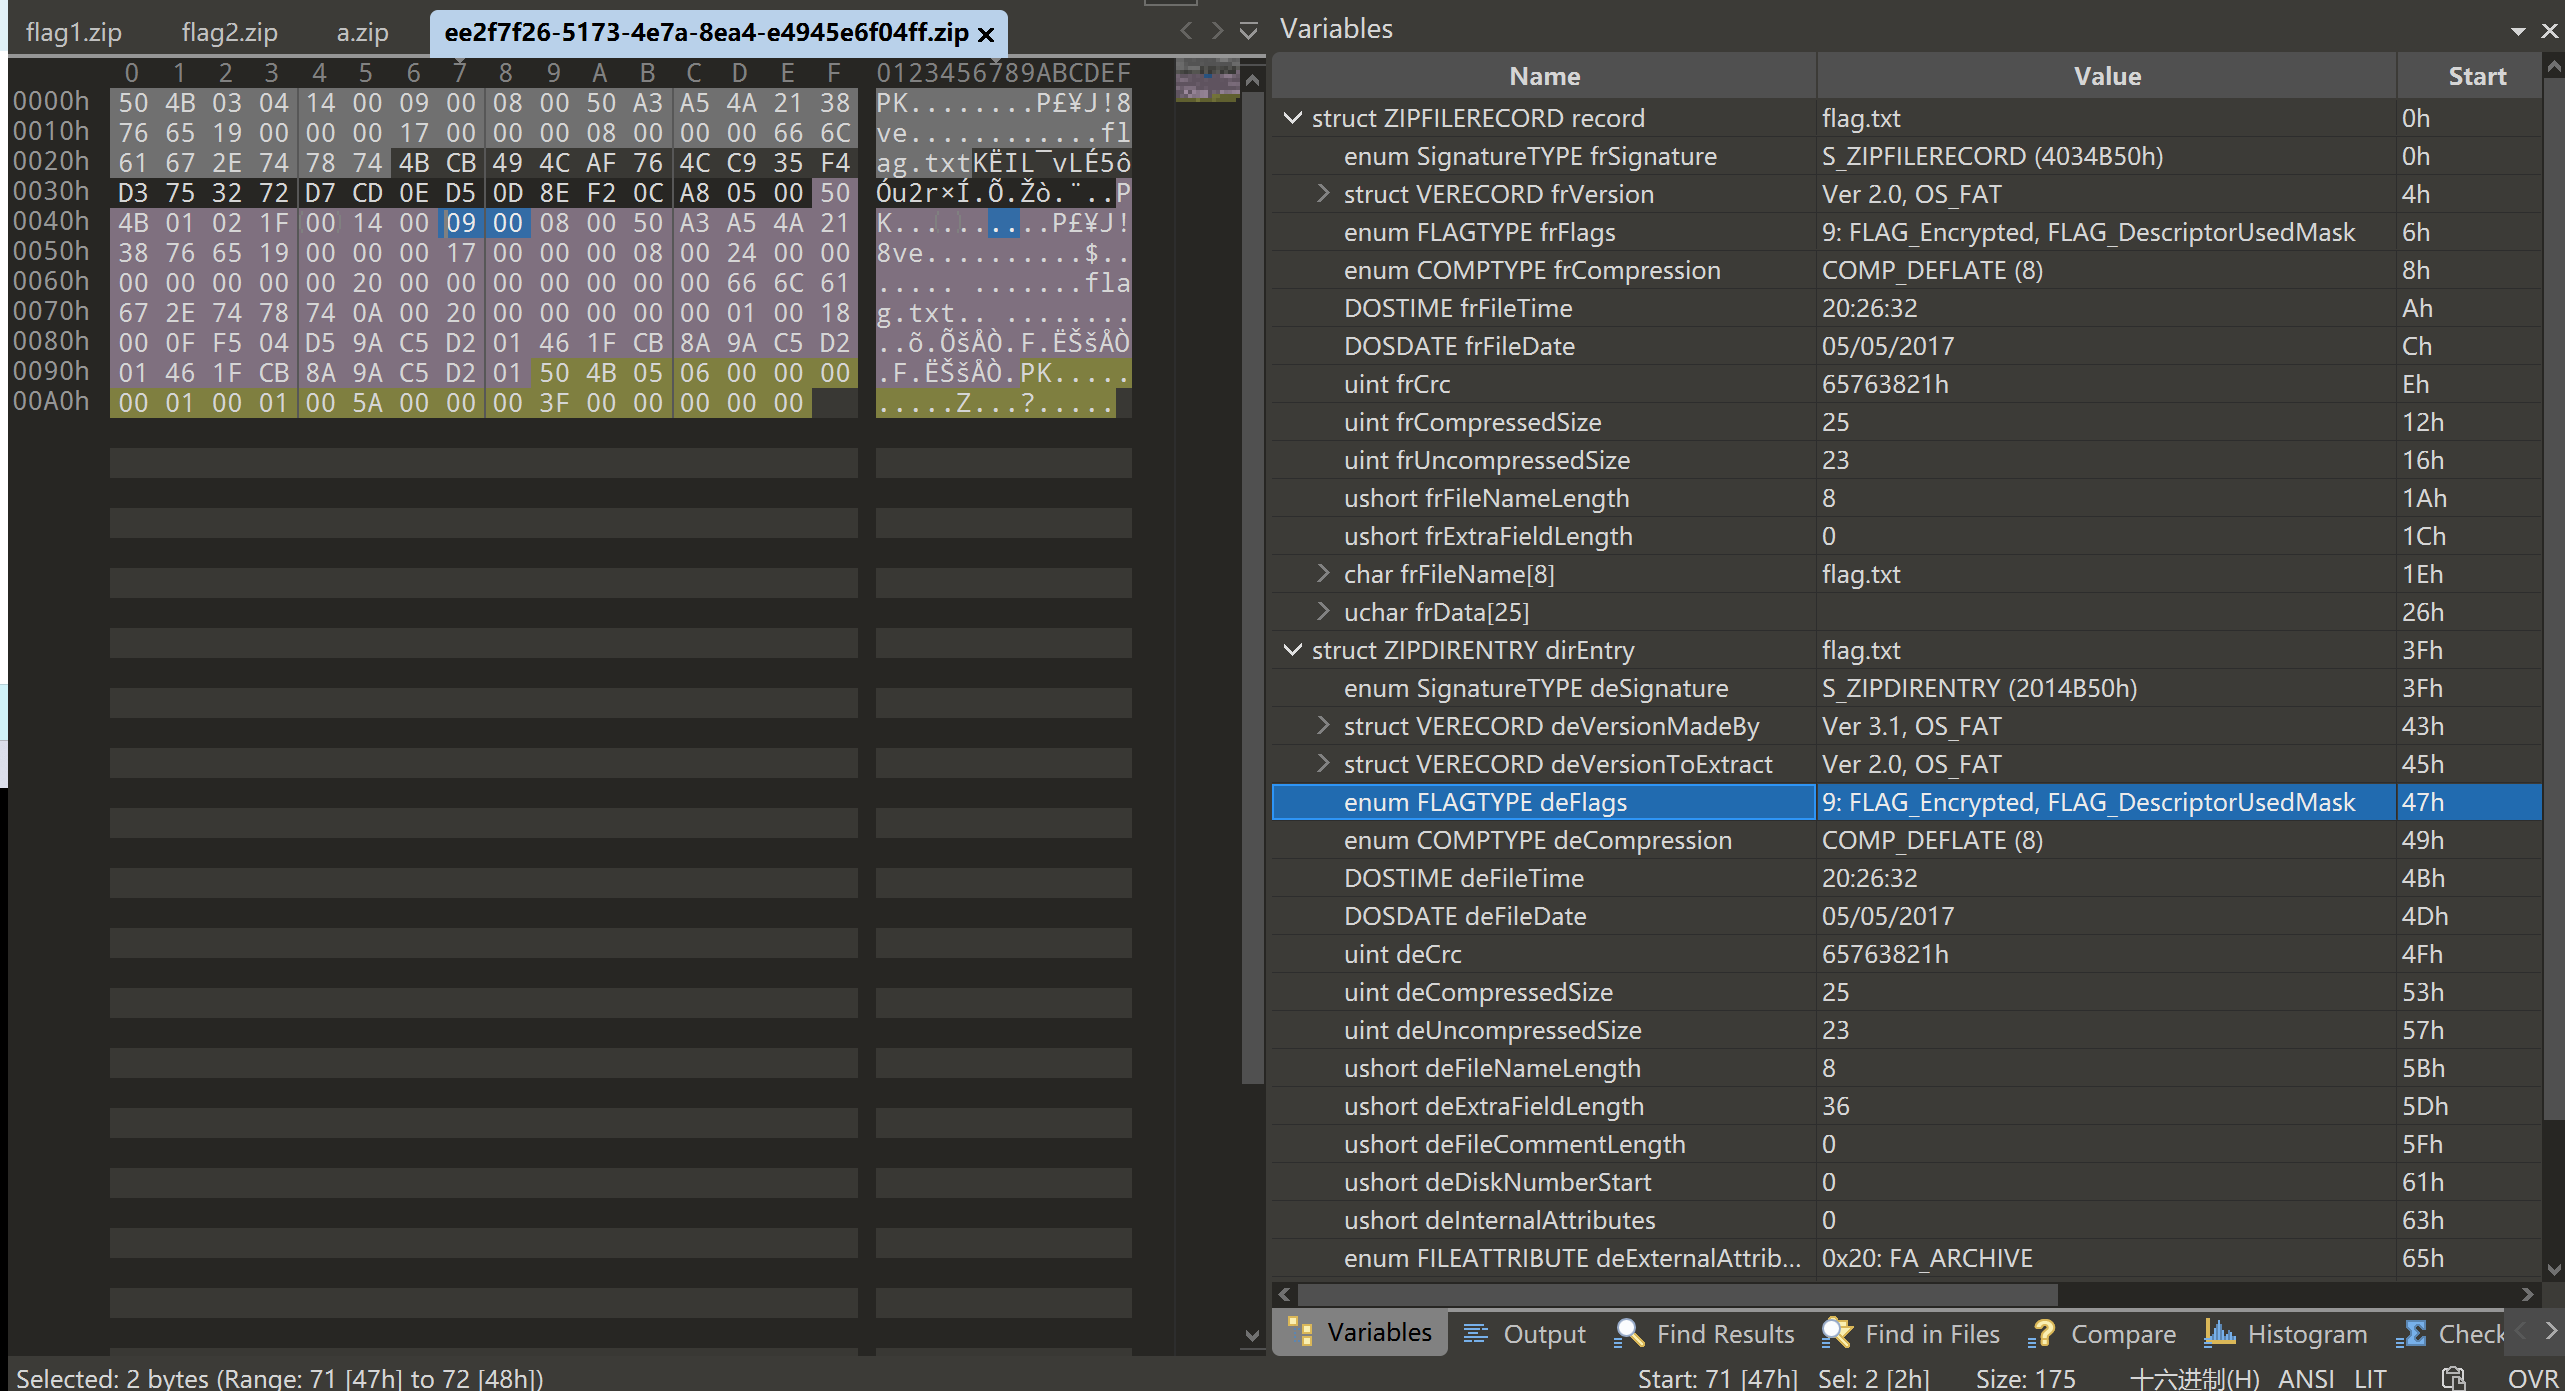 flag1.zip flag2.zip a.zip ee2f7f26-5173-4e7a-8ea4-e4945e6f04ff.zip ×
0 1 2 3 4 5 6 7 8 9 A B C D E F 0123456789ABCDEF
0000h 50 4B 03 04 14 00 09 00 08 00 50 A3 A5 4A 21 38 PK........P£¥J!8
0010h 76 65 19 00 00 00 17 00 00 00 08 00 00 00 66 6C ve............fl
0020h 61 67 2E 74 78 74 4B CB 49 4C AF 76 4C C9 35 F4 ag.txtKËIL¯vLÉ5ô
0030h D3 75 32 72 D7 CD 0E D5 0D 8E F2 0C A8 05 00 50 Óu2r×Í.Õ.Žò.¨..P
0040h 4B 01 02 1F 00 14 00 09 00 08 00 50 A3 A5 4A 21 K..........P£¥J!
0050h 38 76 65 19 00 00 00 17 00 00 00 08 00 24 00 00 8ve..........$..
0060h 00 00 00 00 00 20 00 00 00 00 00 00 00 66 6C 61 ..... .......fla
0070h 67 2E 74 78 74 0A 00 20 00 00 00 00 00 01 00 18 g.txt.. ........
0080h 00 0F F5 04 D5 9A C5 D2 01 46 1F CB 8A 9A C5 D2 ..õ.ÕšÅÒ.F.ËŠšÅÒ
0090h 01 46 1F CB 8A 9A C5 D2 01 50 4B 05 06 00 00 00 .F.ËŠšÅÒ.PK.....
00A0h 00 01 00 01 00 5A 00 00 00 3F 00 00 00 00 00 .....Z...?.....
Variables
Name Value Start
struct ZIPFILERECORD record flag.txt 0h
enum SignatureTYPE frSignature S_ZIPFILERECORD (4034B50h) 0h
struct VERECORD frVersion Ver 2.0, OS_FAT 4h
enum FLAGTYPE frFlags 9: FLAG_Encrypted, FLAG_DescriptorUsedMask 6h
enum COMPTYPE frCompression COMP_DEFLATE (8) 8h
DOSTIME frFileTime 20:26:32 Ah
DOSDATE frFileDate 05/05/2017 Ch
uint frCrc 65763821h Eh
uint frCompressedSize 25 12h
uint frUncompressedSize 23 16h
ushort frFileNameLength 8 1Ah
ushort frExtraFieldLength 0 1Ch
char frFileName[8] flag.txt 1Eh
uchar frData[25] 26h
struct ZIPDIRENTRY dirEntry flag.txt 3Fh
enum SignatureTYPE deSignature S_ZIPDIRENTRY (2014B50h) 3Fh
struct VERECORD deVersionMadeBy Ver 3.1, OS_FAT 43h
struct VERECORD deVersionToExtract Ver 2.0, OS_FAT 45h
enum FLAGTYPE deFlags 9: FLAG_Encrypted, FLAG_DescriptorUsedMask 47h
enum COMPTYPE deCompression COMP_DEFLATE (8) 49h
DOSTIME deFileTime 20:26:32 4Bh
DOSDATE deFileDate 05/05/2017 4Dh
uint deCrc 65763821h 4Fh
uint deCompressedSize 25 53h
uint deUncompressedSize 23 57h
ushort deFileNameLength 8 5Bh
ushort deExtraFieldLength 36 5Dh
ushort deFileCommentLength 0 5Fh
ushort deDiskNumberStart 0 61h
ushort deInternalAttributes 0 63h
enum FILEATTRIBUTE deExternalAttrib... 0x20: FA_ARCHIVE 65h
Variables Output Find Results Find in Files Compare Histogram Check
Selected: 2 bytes (Range: 71 [47h] to 72 [48h]) Start: 71 [47h] Sel: 2 [2h] Size: 175 十六进制(H) ANSI LIT OVR